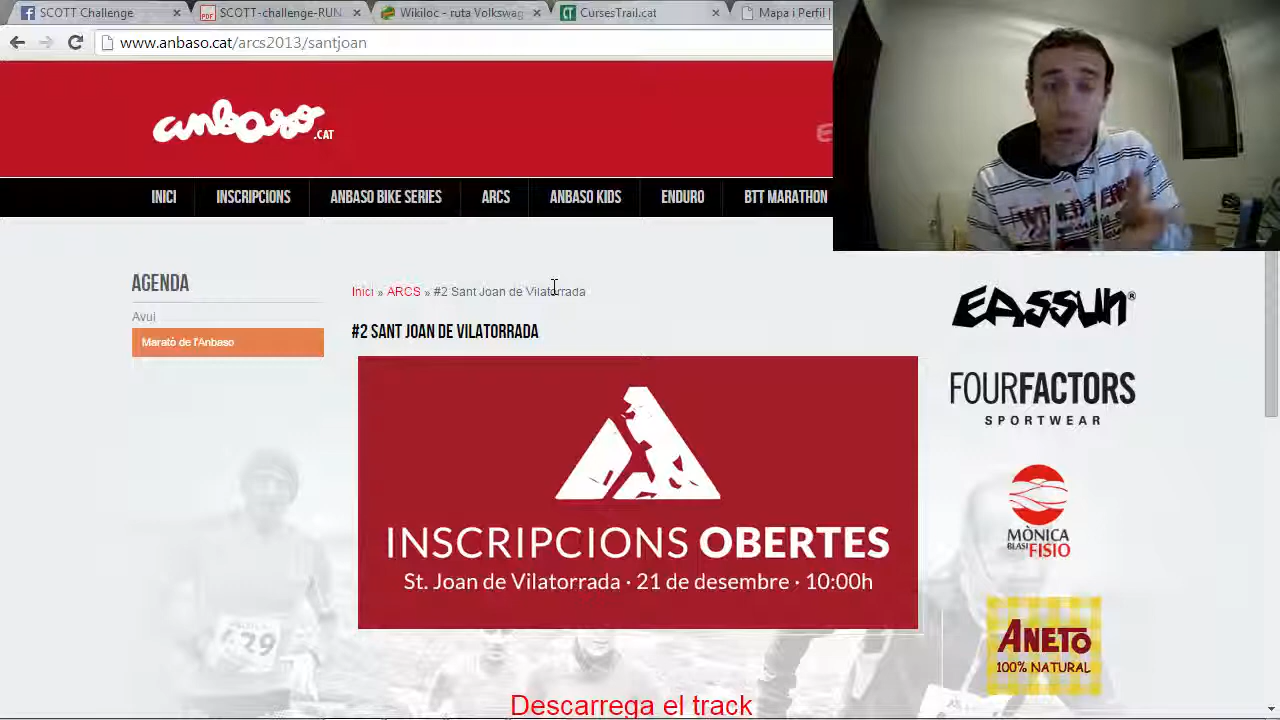 SCOTT Challenge
SCOTT-challenge-RUN
Wikiloc - ruta Volkswag
CursesTrail.cat
Mapa i Perfil |
www.anbaso.cat/arcs2013/santjoan
anbaso
.CAT
INICI
INSCRIPCIONS
ANBASO BIKE SERIES
ARCS
ANBASO KIDS
ENDURO
BTT MARATHON
AGENDA
Avui
Marató de l'Anbaso
Inici » ARCS » #2 Sant Joan de Vilatorrada
#2 SANT JOAN DE VILATORRADA
INSCRIPCIONS OBERTES
St. Joan de Vilatorrada · 21 de desembre · 10:00h
Descarrega el track
EASSUN®
FOURFACTORS
SPORTWEAR
MÒNICA
BLASI FISIO
ANETO
100% NATURAL